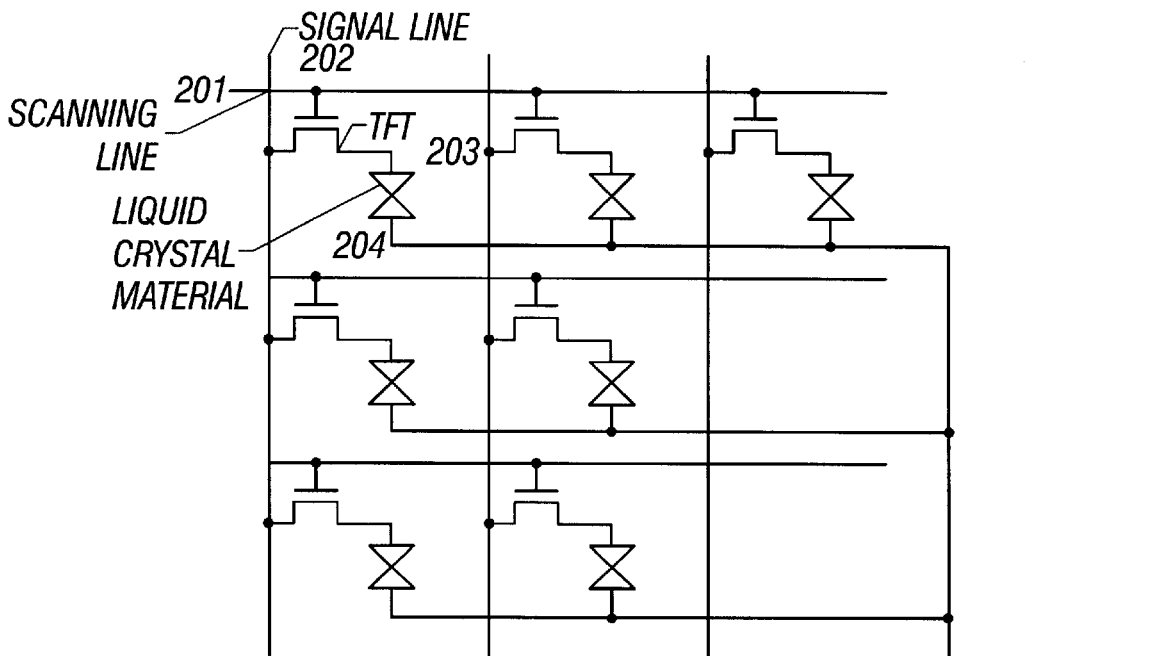 SIGNAL LINE
202
201
SCANNING
LINE
TFT
203
LIQUID
CRYSTAL
MATERIAL
204